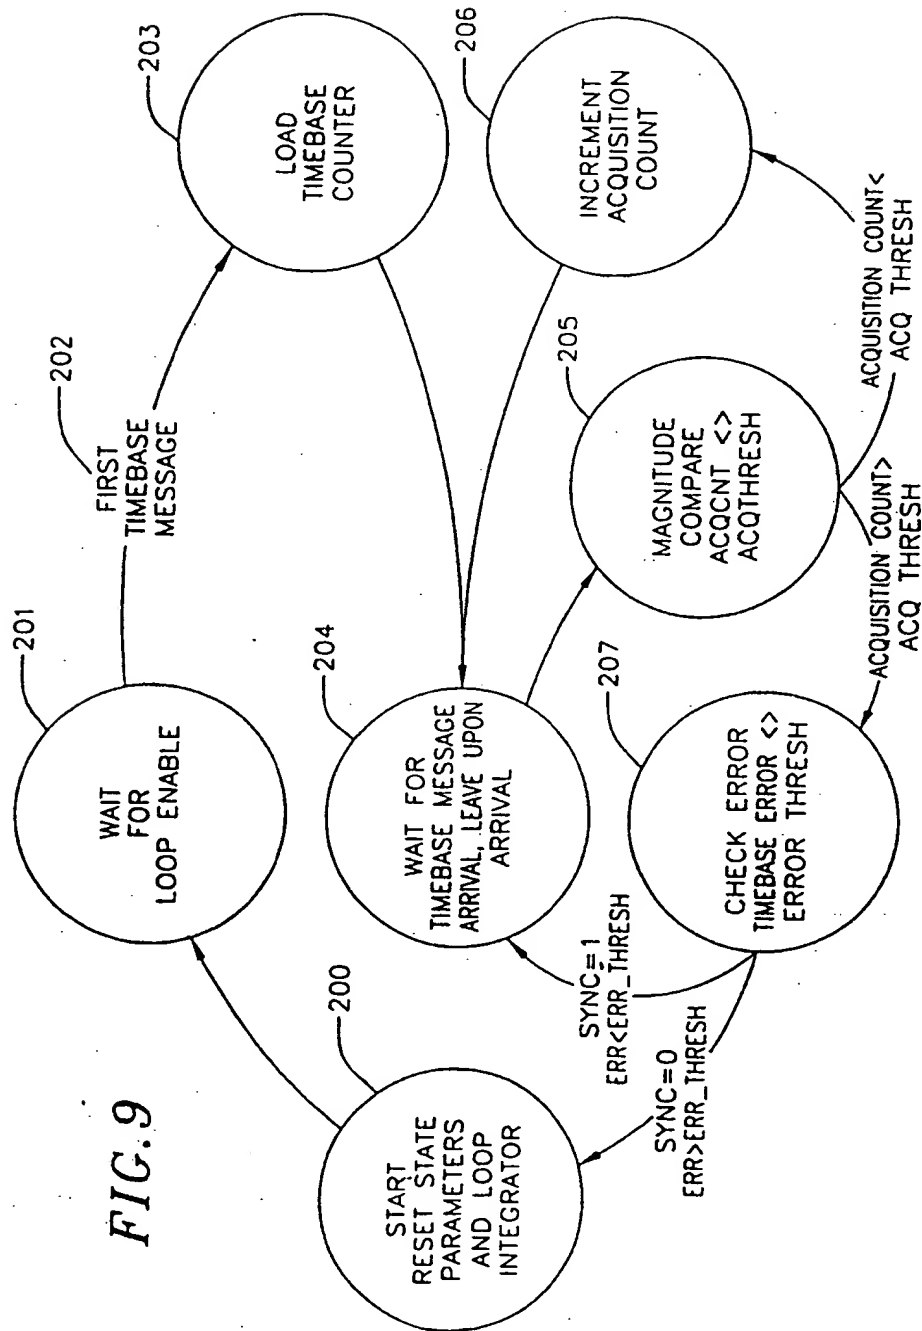 FIG.9
START
RESET STATE
PARAMETERS
AND LOOP
INTEGRATOR
200
WAIT
FOR
LOOP ENABLE
201
FIRST
TIMEBASE
MESSAGE
202
LOAD
TIMEBASE
COUNTER
203
WAIT FOR
TIMEBASE MESSAGE
ARRIVAL, LEAVE UPON
ARRIVAL
204
MAGNITUDE
COMPARE
ACQCNT <>
ACQTHRESH
205
INCREMENT
ACQUISITION
COUNT
206
CHECK ERROR
TIMEBASE ERROR <>
ERROR THRESH
207
SYNC=1
ERR<ERR_THRESH
SYNC=0
ERR>ERR_THRESH
ACQUISITION COUNT>
ACQ THRESH
ACQUISITION COUNT<
ACQ THRESH